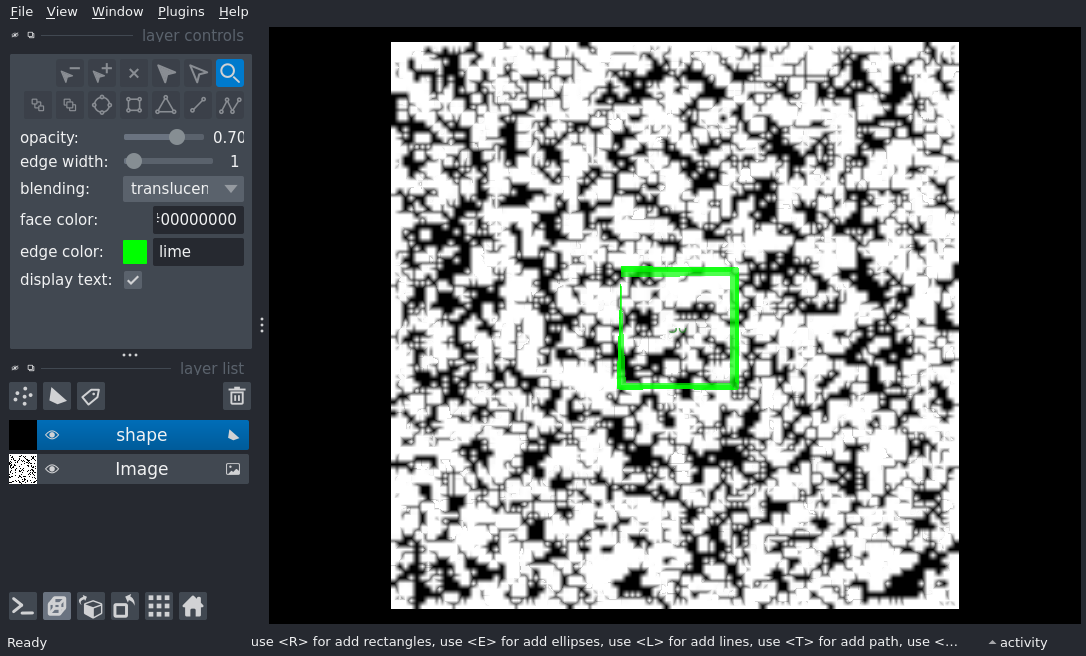 File View Window Plugins Help
layer controls
opacity: 0.70
edge width: 1
blending: translucen
face color: 00000000
edge color: lime
display text:
layer list
shape
Image
Ready use <R> for add rectangles, use <E> for add ellipses, use <L> for add lines, use <T> for add path, use <... activity